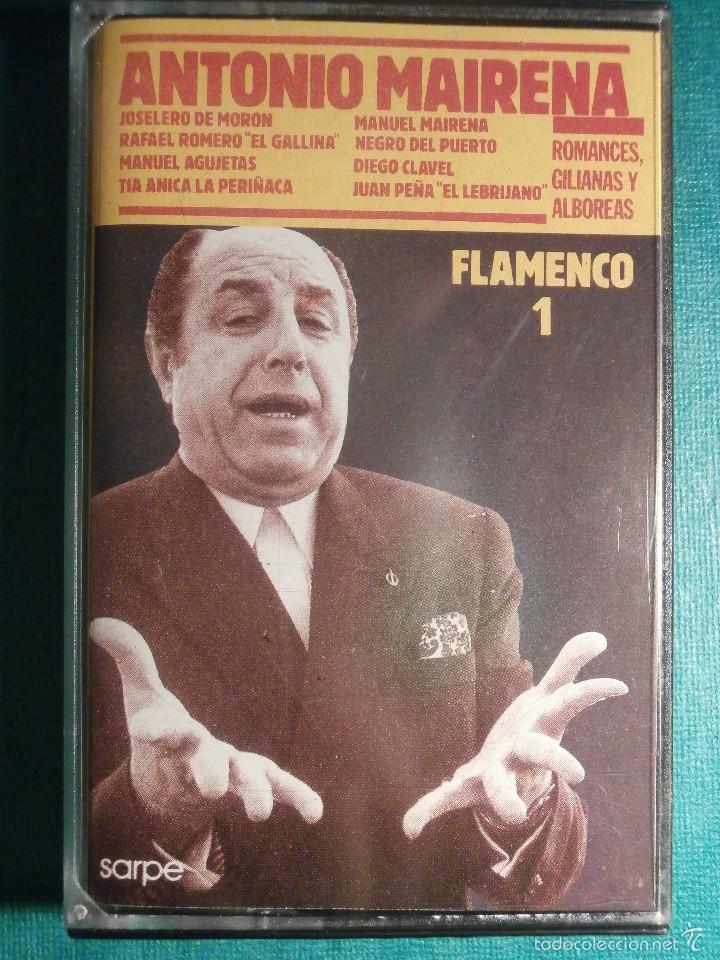 ANTONIO MAIRENA
JOSELERO DE MORON
RAFAEL ROMERO "EL GALLINA"
MANUEL AGUJETAS
TIA ANICA LA PERIÑACA
MANUEL MAIRENA
NEGRO DEL PUERTO
DIEGO CLAVEL
JUAN PEÑA "EL LEBRIJANO"
ROMANCES,
GILIANAS Y
ALBOREAS
FLAMENCO
1
sarpe
todocoleccion.net